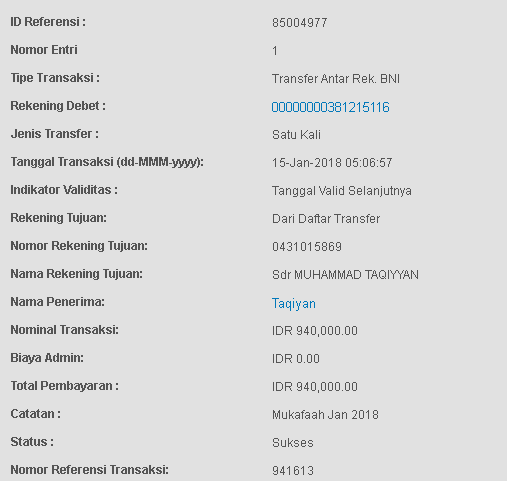 ID Referensi : 85004977
Nomor Entri 1
Tipe Transaksi : Transfer Antar Rek. BNI
Rekening Debet : 00000000381215116
Jenis Transfer : Satu Kali
Tanggal Transaksi (dd-MMM-yyyy): 15-Jan-2018 05:06:57
Indikator Validitas : Tanggal Valid Selanjutnya
Rekening Tujuan: Dari Daftar Transfer
Nomor Rekening Tujuan: 0431015869
Nama Rekening Tujuan: Sdr MUHAMMAD TAQIYYAN
Nama Penerima: Taqiyan
Nominal Transaksi: IDR 940,000.00
Biaya Admin: IDR 0.00
Total Pembayaran : IDR 940,000.00
Catatan : Mukafaah Jan 2018
Status : Sukses
Nomor Referensi Transaksi: 941613